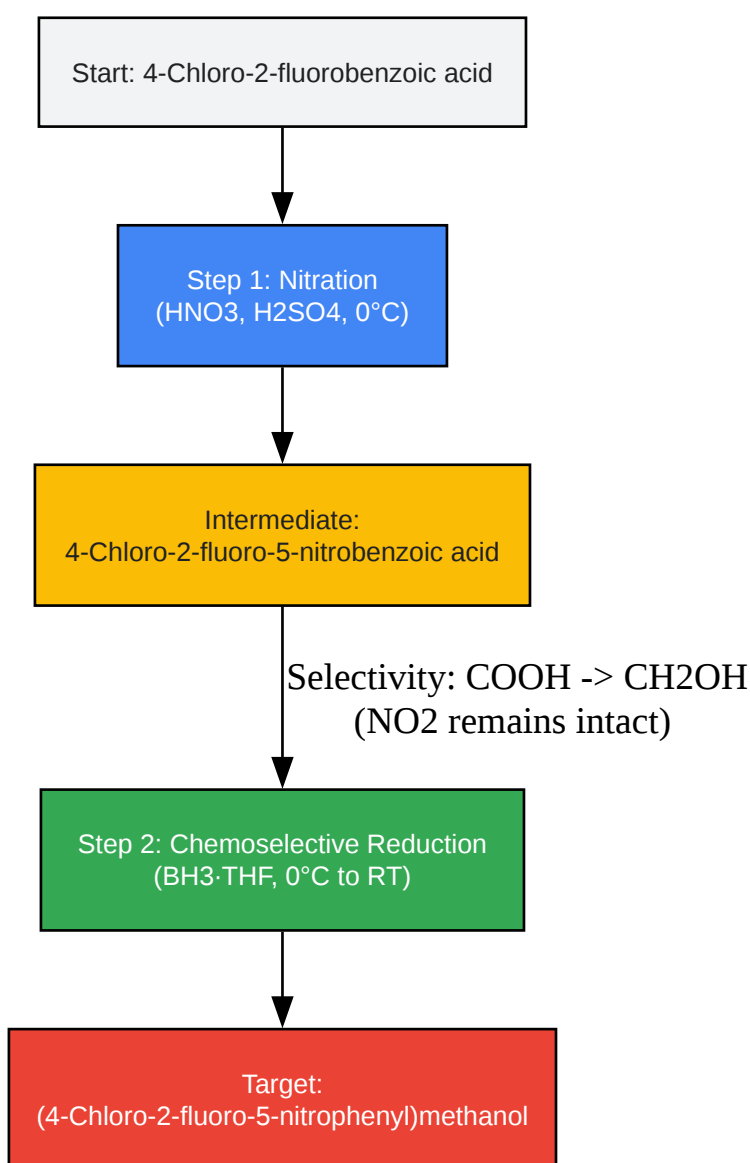 Start: 4-Chloro-2-fluorobenzoic acid
Step 1: Nitration
(HNO3, H2SO4, 0°C)
Intermediate:
4-Chloro-2-fluoro-5-nitrobenzoic acid
Selectivity: COOH -> CH2OH
(NO2 remains intact)
Step 2: Chemoselective Reduction
(BH3·THF, 0°C to RT)
Target:
(4-Chloro-2-fluoro-5-nitrophenyl)methanol